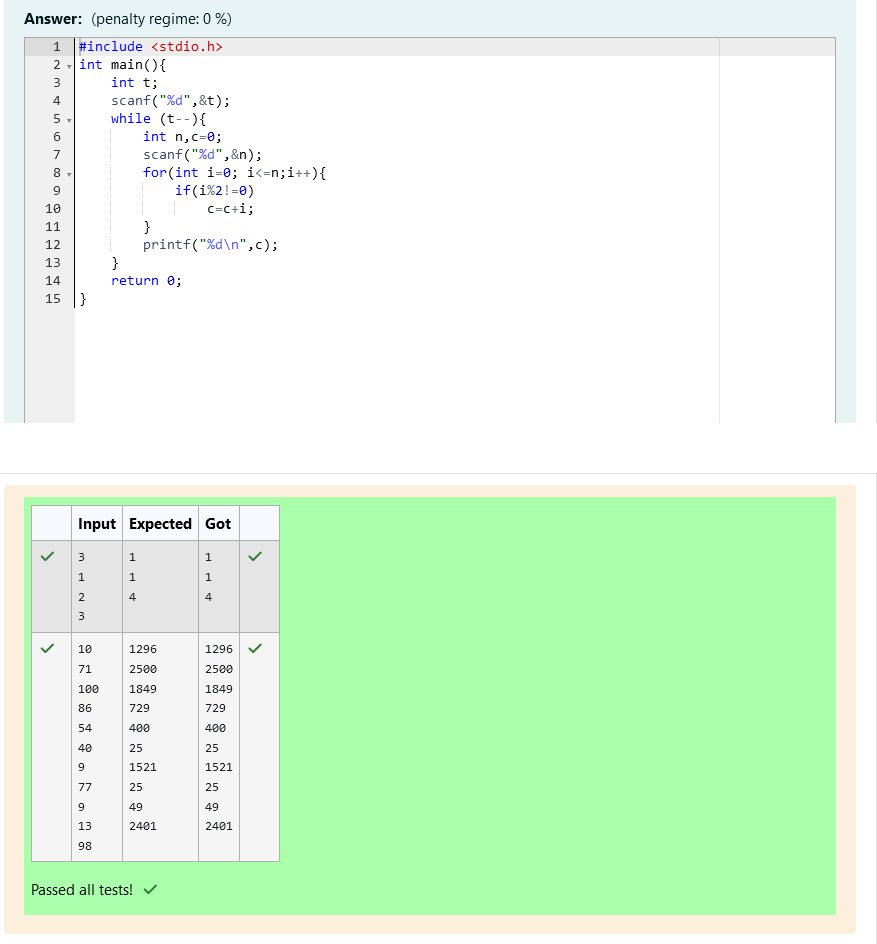 Answer: (penalty regime: 0 %)
1 #include <stdio.h>
2 int main(){
3     int t;
4     scanf("%d",&t);
5     while (t--){
6         int n,c=0;
7         scanf("%d",&n);
8         for(int i=0; i<=n;i++){
9             if(i%2!=0)
10                 c=c+i;
11         }
12         printf("%d\n",c);
13     }
14     return 0;
15 }
Input Expected Got
3 1 1
1 1 1
2 4 4
3
10 1296 1296
71 2500 2500
100 1849 1849
86 729 729
54 400 400
40 25 25
9 1521 1521
77 25 25
9 49 49
13 2401 2401
98
Passed all tests!